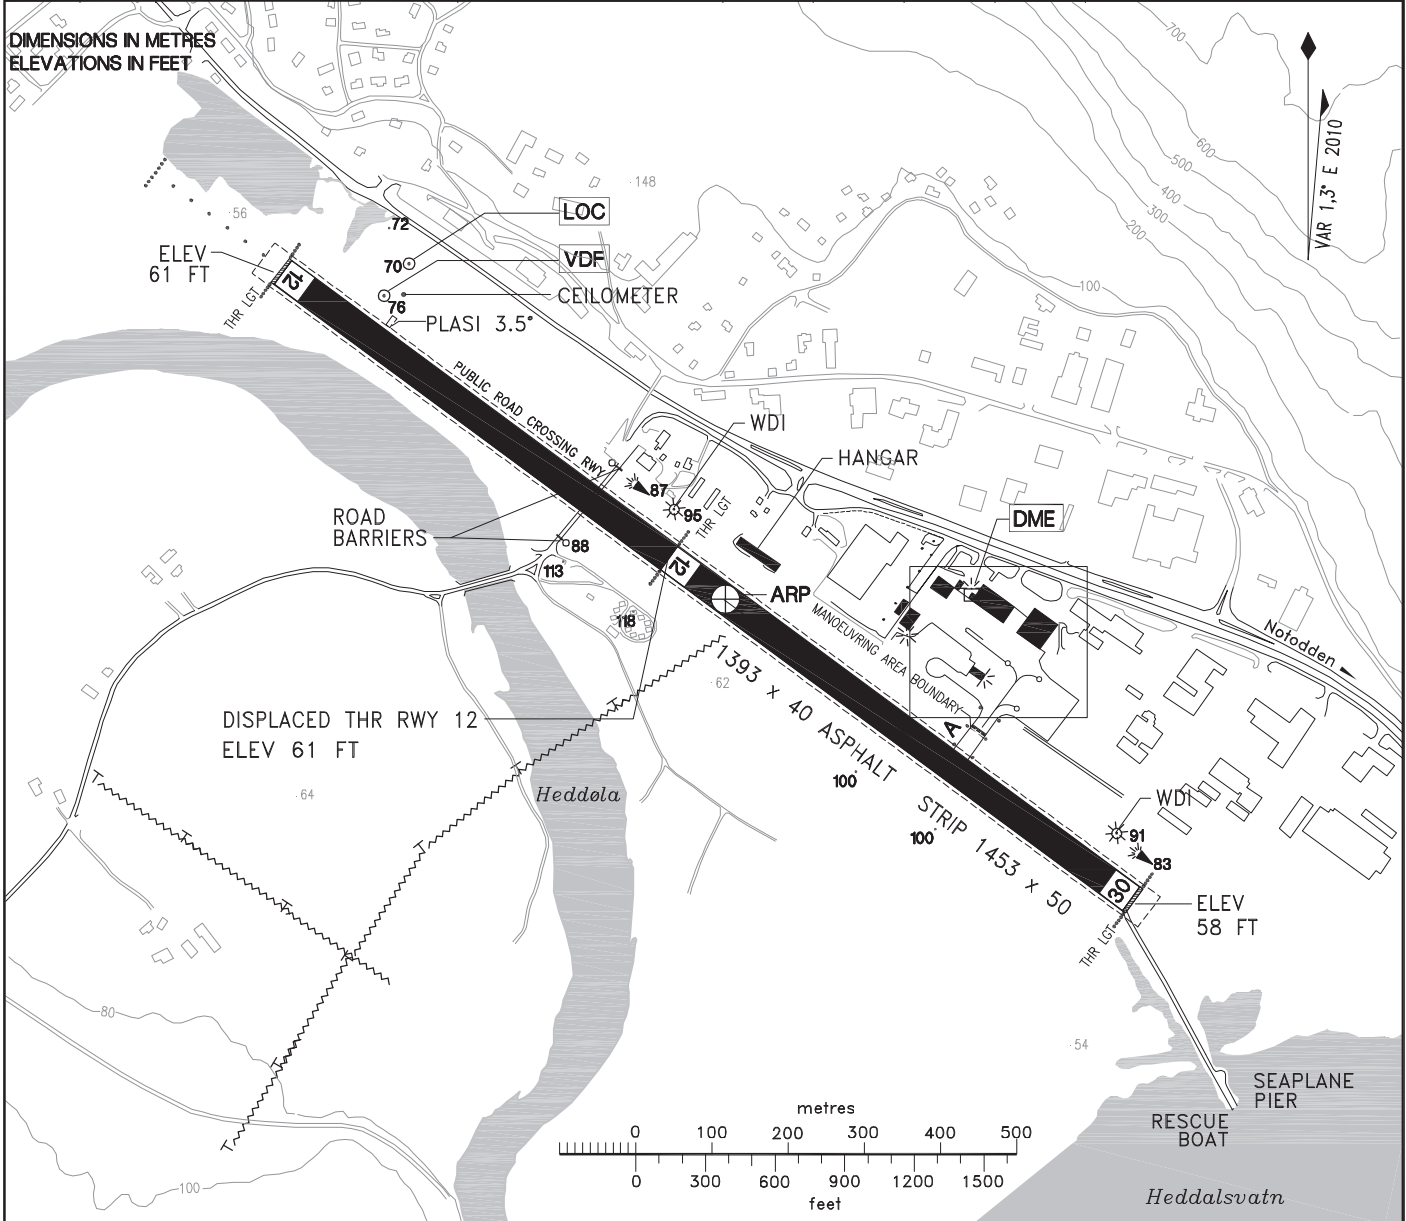 DIMENSIONS IN METRES
ELEVATIONS IN FEET
700
600
500
400
300
200
100
VAR 1,3° E 2010
148
56
.72
LOC
ELEV
61 FT
70
VDF
12
76
CEILOMETER
THR LGT
PLASI 3.5°
PUBLIC ROAD CROSSING RWY
WDI
HANGAR
87
95
THR LGT
ROAD
BARRIERS
DME
88
113
12
ARP
118
MANOEUVRING AREA BOUNDARY
Notodden
62
1393 x 40 ASPHALT
STRIP 1453 x 50
DISPLACED THR RWY 12
ELEV 61 FT
A
64
Heddøla
100
100
WDI
91
83
30
ELEV
58 FT
THR LGT
80
54
SEAPLANE
PIER
RESCUE
BOAT
metres
0 100 200 300 400 500
0 300 600 900 1200 1500
feet
100
Heddalsvatn